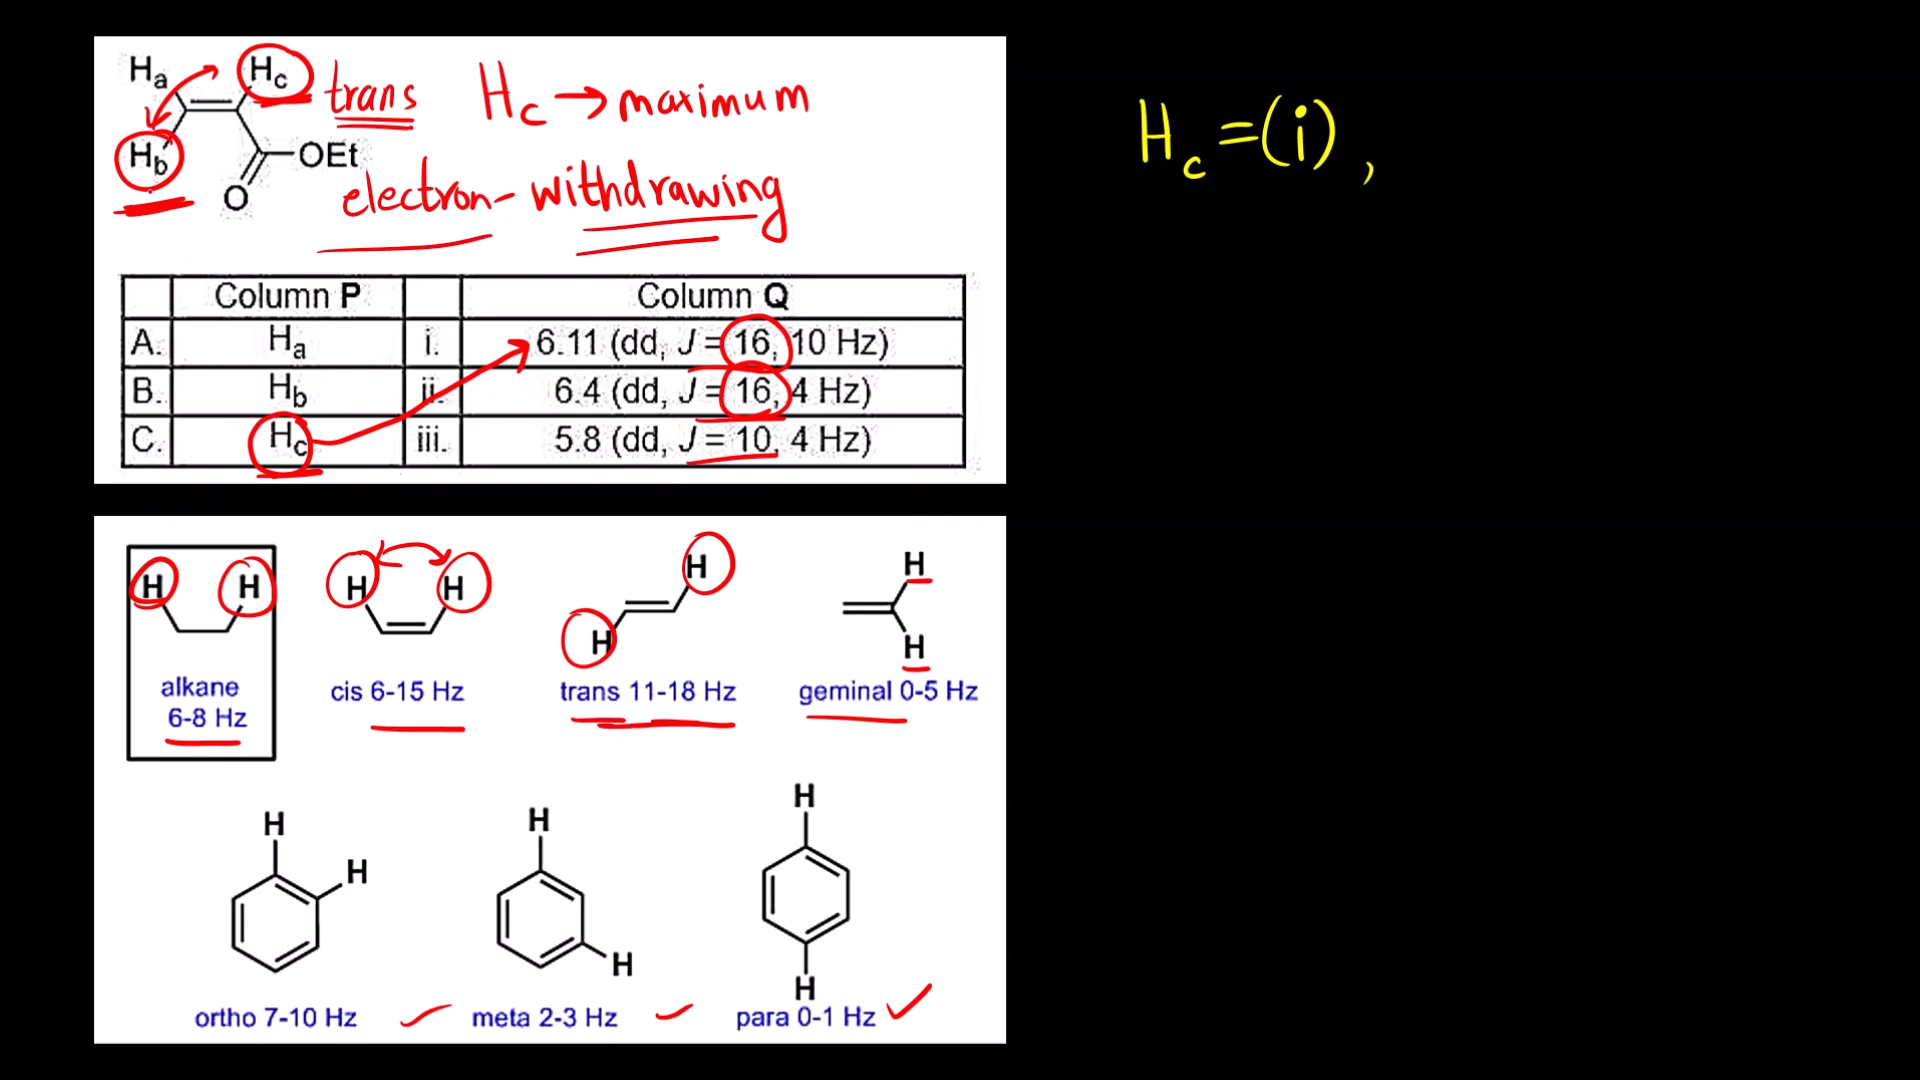 Ha Hc trans Hc → maximum
Hb OEt
O electron-withdrawing
Column P Column Q
A. Ha i. 6.11 (dd, J = 16, 10 Hz)
B. Hb ii. 6.4 (dd, J = 16, 4 Hz)
C. Hc iii. 5.8 (dd, J = 10, 4 Hz)
H H H H H H
H H
alkane
6-8 Hz
cis 6-15 Hz
trans 11-18 Hz
geminal 0-5 Hz
H H H
H H
H
ortho 7-10 Hz
meta 2-3 Hz
para 0-1 Hz
Hc = (i),